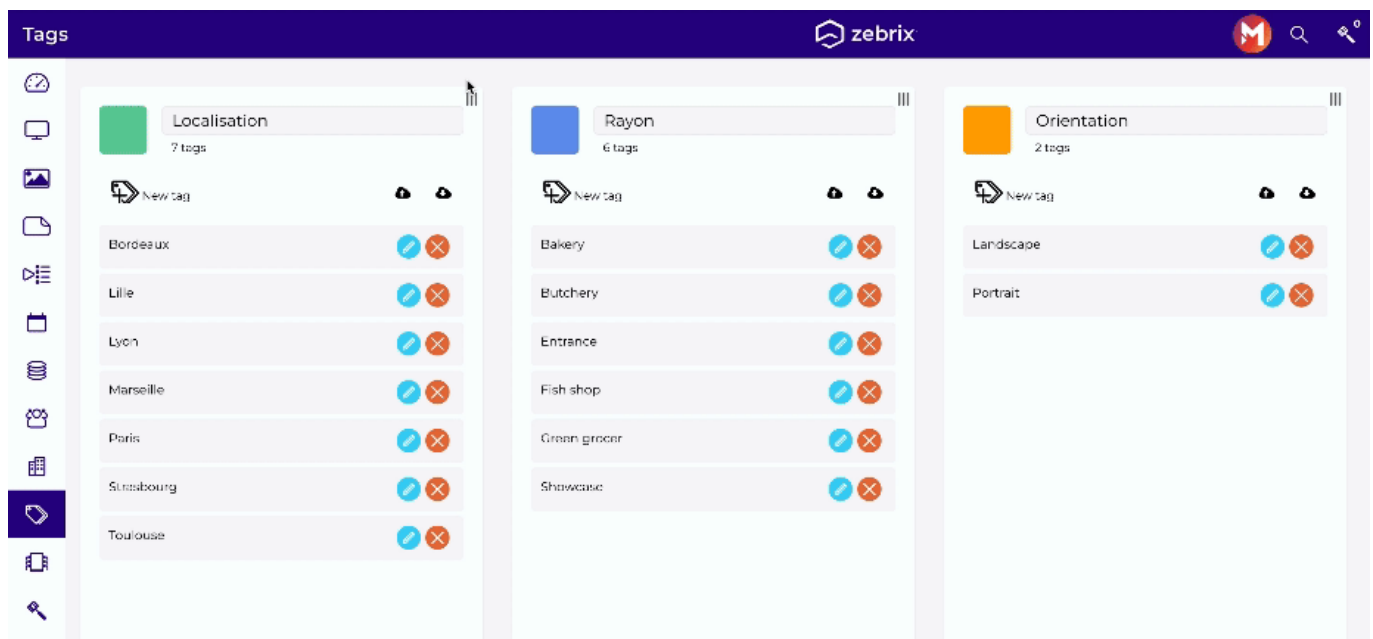 Tags
zebrix
Localisation
7 tags
New tag
Bordeaux
Lille
Lyon
Marseille
Paris
Strasbourg
Toulouse
Rayon
6 tags
New tag
Bakery
Butchery
Entrance
Fish shop
Green grocer
Showcase
Orientation
2 tags
New tag
Landscape
Portrait
M
0